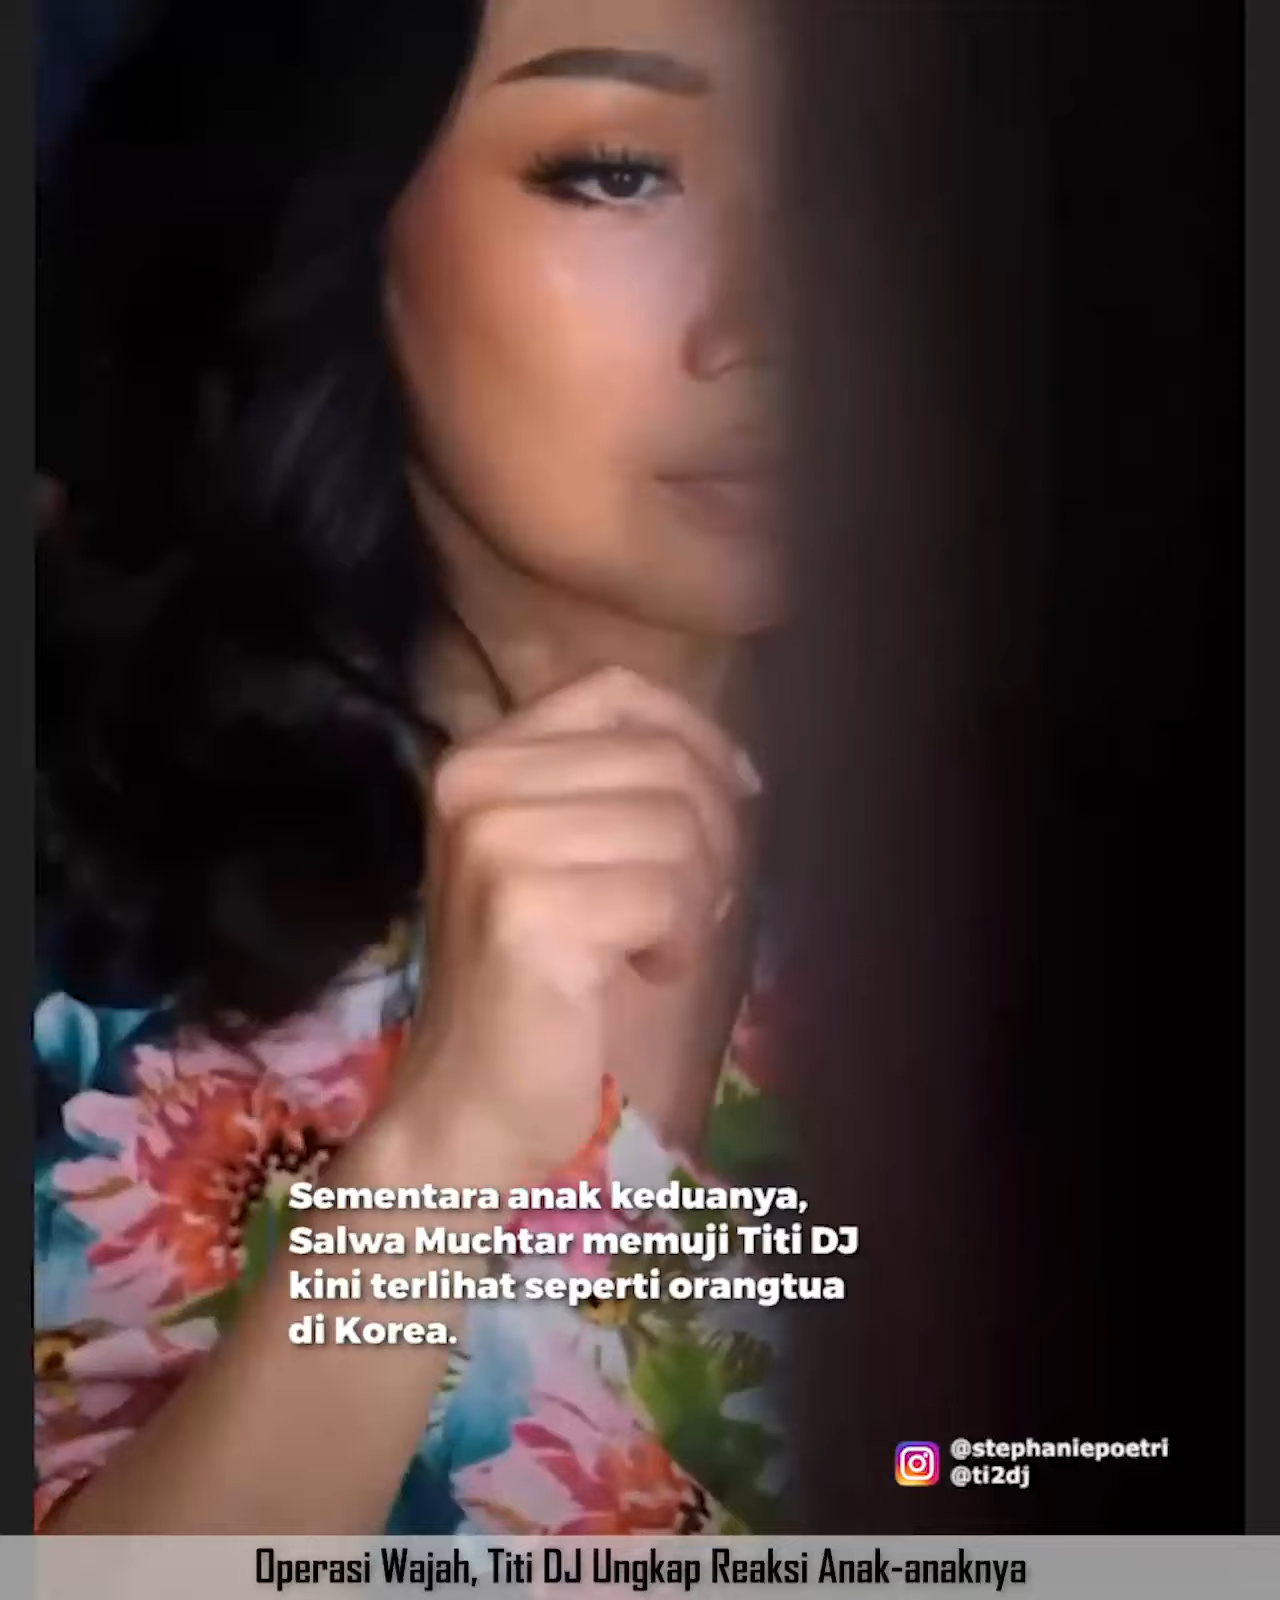 Sementara anak keduanya,
Salwa Muchtar memuji Titi DJ
kini terlihat seperti orangtua
di Korea.
@stephaniepoetri
@ti2dj
Operasi Wajah, Titi DJ Ungkap Reaksi Anak-anaknya